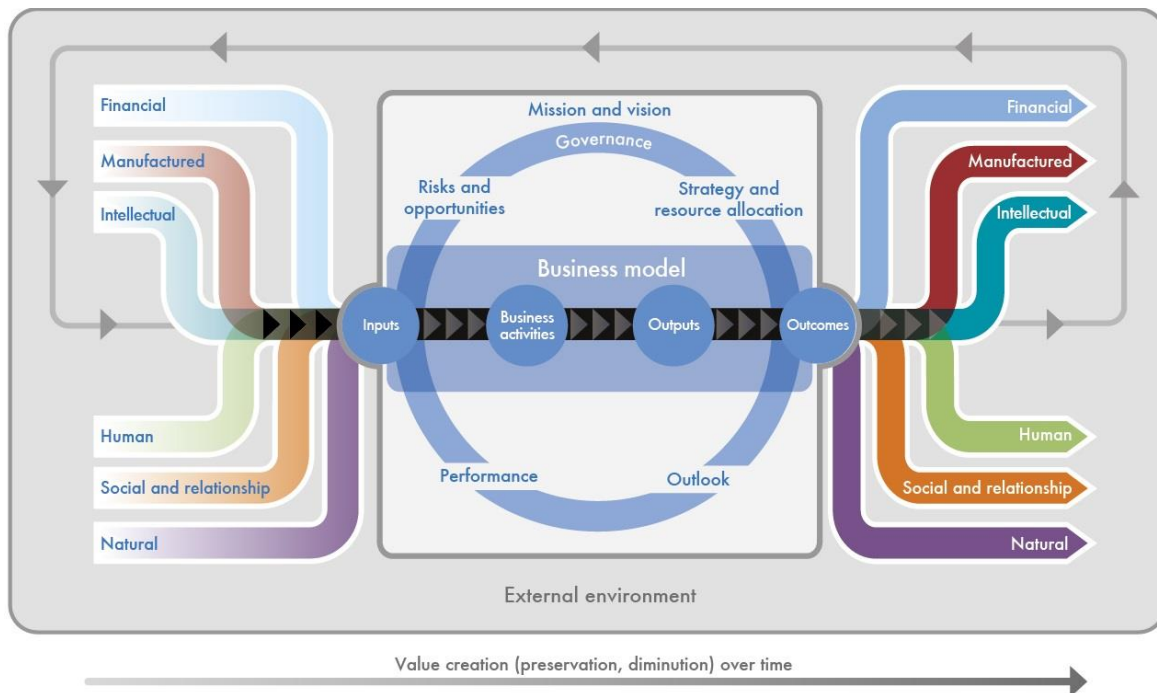 Financial
Manufactured
Intellectual
Human
Social and relationship
Natural
Mission and vision
Governance
Risks and
opportunities
Strategy and
resource allocation
Business model
Inputs
Business
activities
Outputs
Outcomes
Performance
Outlook
Financial
Manufactured
Intellectual
Human
Social and relationship
Natural
External environment
Value creation (preservation, diminution) over time